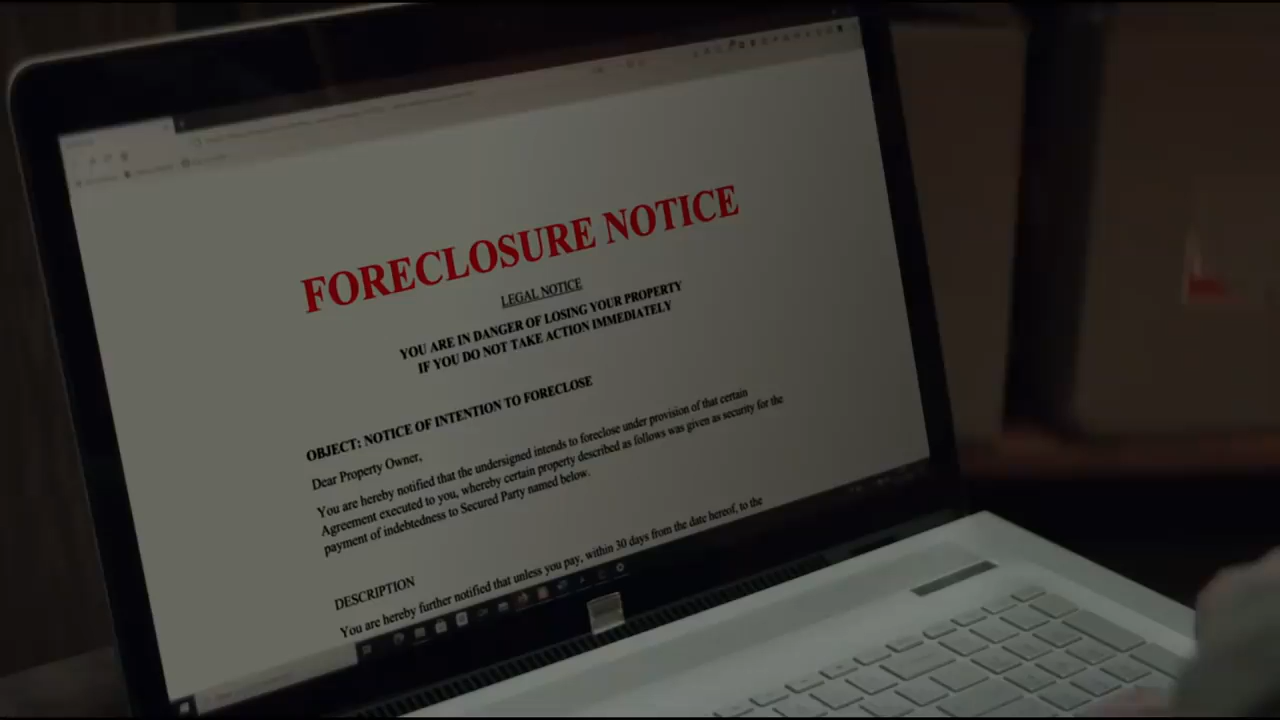 FORECLOSURE NOTICE
LEGAL NOTICE
YOU ARE IN DANGER OF LOSING YOUR PROPERTY
IF YOU DO NOT TAKE ACTION IMMEDIATELY
OBJECT: NOTICE OF INTENTION TO FORECLOSE
Dear Property Owner,
You are hereby notified that the undersigned intends to foreclose under provision of that certain
Agreement executed to you, whereby certain property described as follows was given as security for the
payment of indebtedness to Secured Party named below.
DESCRIPTION
You are hereby further notified that unless you pay, within 30 days from the date hereof, to the